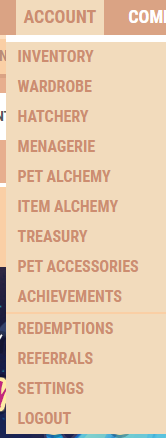 ACCOUNT
INVENTORY
WARDROBE
HATCHERY
MENAGERIE
PET ALCHEMY
ITEM ALCHEMY
TREASURY
PET ACCESSORIES
ACHIEVEMENTS
REDEMPTIONS
REFERRALS
SETTINGS
LOGOUT